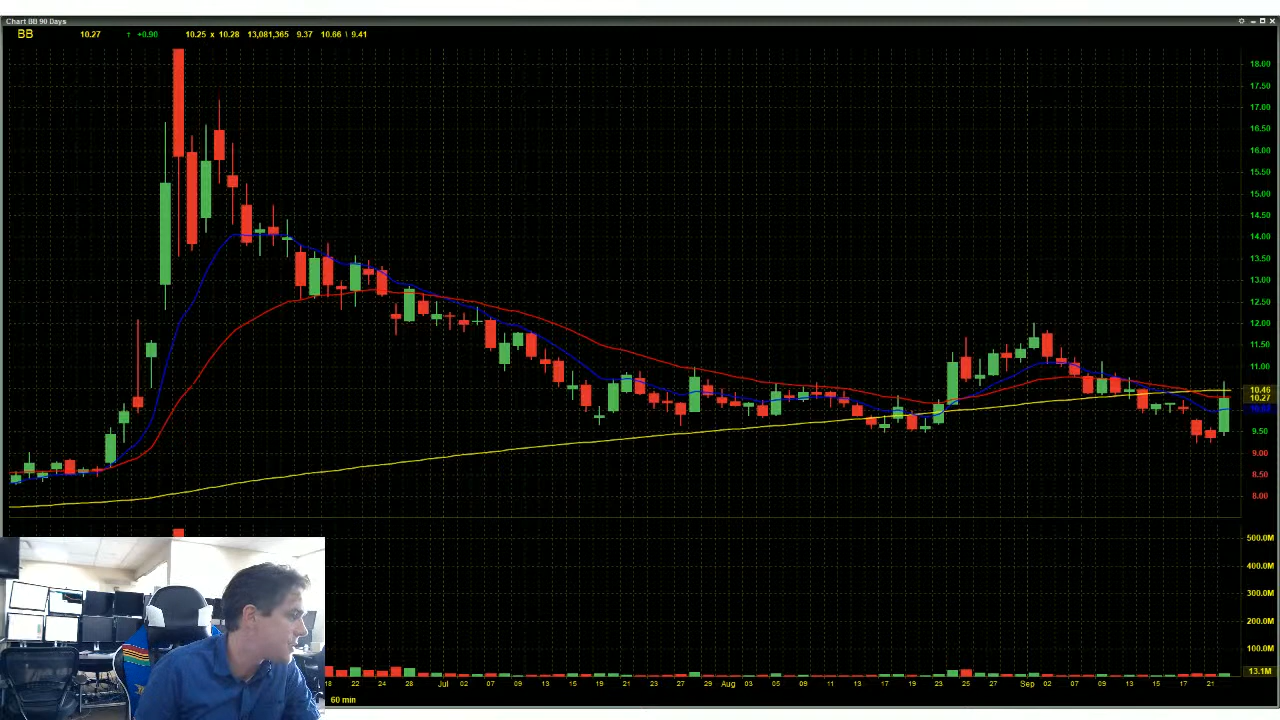 Chart BB 90 Days
BB 10.27 ↑ +0.90 10.25 x 10.28 13,081,365 9.37 10.66 \ 9.41
18.00
17.50
17.00
16.50
16.00
15.50
15.00
14.50
14.00
13.50
13.00
12.50
12.00
11.50
11.00
10.46
10.27
9.50
9.00
8.50
8.00
500.0M
400.0M
300.0M
200.0M
100.0M
13.1M
18 22 24 28 Jul 02 07 09 13 15 19 21 23 27 29 Aug 03 05 09 11 13 17 19 23 25 27 Sep 02 07 09 13 15 17 21
60 min